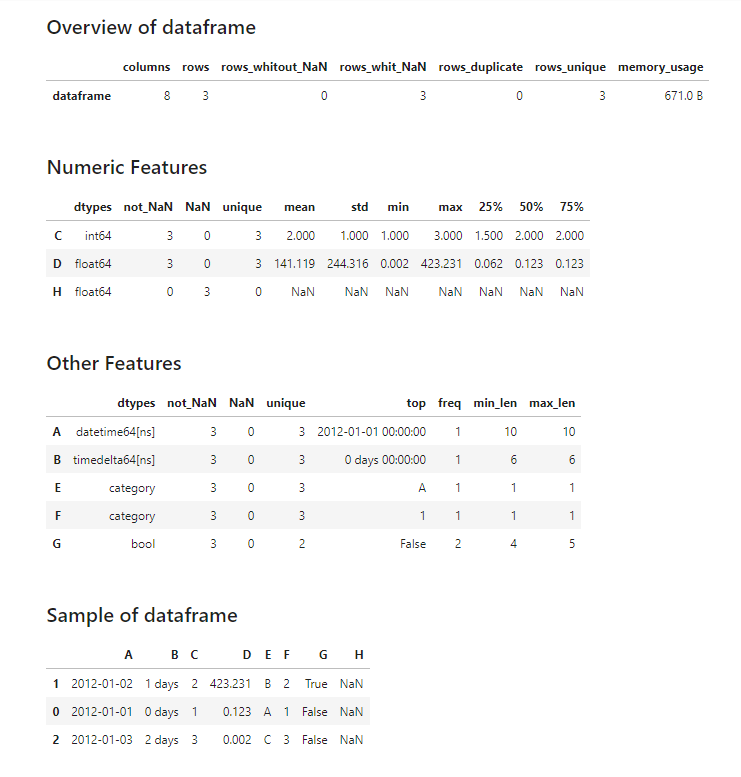 Overview of dataframe
columns rows rows_whitout_NaN rows_whit_NaN rows_duplicate rows_unique memory_usage
dataframe 8 3 0 3 0 3 671.0 B
Numeric Features
dtypes not_NaN NaN unique mean std min max 25% 50% 75%
C int64 3 0 3 2.000 1.000 1.000 3.000 1.500 2.000 2.000
D float64 3 0 3 141.119 244.316 0.002 423.231 0.062 0.123 0.123
H float64 0 3 0 NaN NaN NaN NaN NaN NaN NaN
Other Features
dtypes not_NaN NaN unique top freq min_len max_len
A datetime64[ns] 3 0 3 2012-01-01 00:00:00 1 10 10
B timedelta64[ns] 3 0 3 0 days 00:00:00 1 6 6
E category 3 0 3 A 1 1 1
F category 3 0 3 1 1 1 1
G bool 3 0 2 False 2 4 5
Sample of dataframe
A B C D E F G H
1 2012-01-02 1 days 2 423.231 B 2 True NaN
0 2012-01-01 0 days 1 0.123 A 1 False NaN
2 2012-01-03 2 days 3 0.002 C 3 False NaN